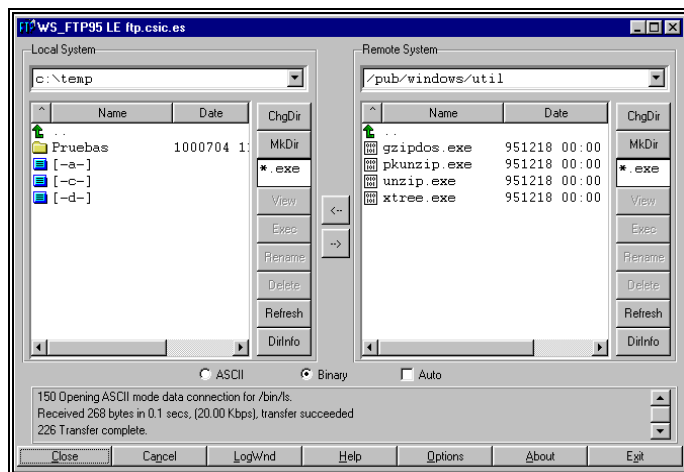 WS_FTP95 LE ftp.csic.es
Local System
c:\temp
^ Name Date
..
Pruebas 1000704 1
[-a-]
[-c-]
[-d-]
ChgDir
MkDir
*.exe
View
Exec
Rename
Delete
Refresh
DirInfo
<--
-->
Remote System
/pub/windows/util
^ Name Date
..
gzipdos.exe 951218 00:00
pkunzip.exe 951218 00:00
unzip.exe 951218 00:00
xtree.exe 951218 00:00
ChgDir
MkDir
*.exe
View
Exec
Rename
Delete
Refresh
DirInfo
ASCII Binary Auto
150 Opening ASCII mode data connection for /bin/ls.
Received 268 bytes in 0.1 secs, (20.00 Kbps), transfer succeeded
226 Transfer complete.
Close Cancel LogWnd Help Options About Exit